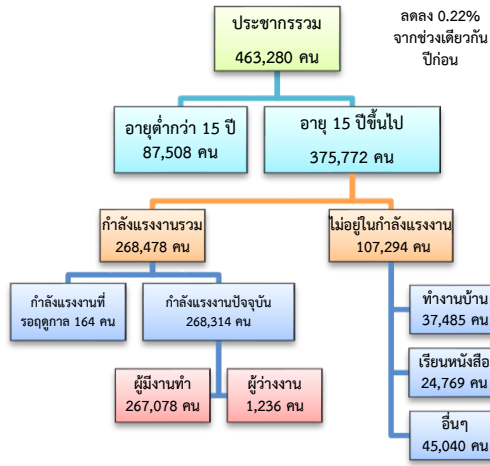 ประชากรรวม
463,280 คน
ลดลง 0.22%
จากช่วงเดียวกัน
ปีก่อน
อายุต่ำกว่า 15 ปี
87,508 คน
อายุ 15 ปีขึ้นไป
375,772 คน
กำลังแรงงานรวม
268,478 คน
ไม่อยู่ในกำลังแรงงาน
107,294 คน
กำลังแรงงานที่
รอฤดูกาล 164 คน
กำลังแรงงานปัจจุบัน
268,314 คน
ผู้มีงานทำ
267,078 คน
ผู้ว่างงาน
1,236 คน
ทำงานบ้าน
37,485 คน
เรียนหนังสือ
24,769 คน
อื่นๆ
45,040 คน